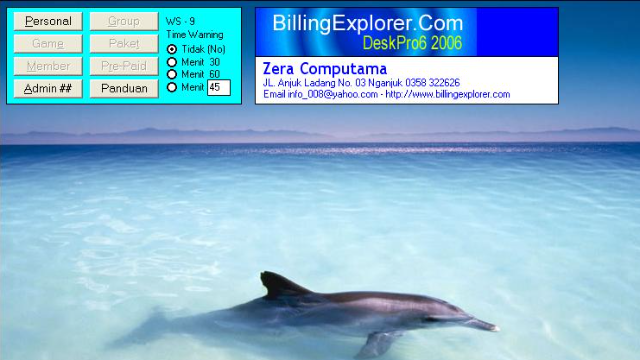 Personal
Group
WS - 9
Time Warning
Game
Paket
Tidak (No)
Menit 30
Member
Pre-Paid
Menit 60
Admin ##
Panduan
Menit 45
BillingExplorer.Com
DeskPro6 2006
Zera Computama
JL. Anjuk Ladang No. 03 Nganjuk 0358 322626
Email info_008@yahoo.com - http://www.billingexplorer.com